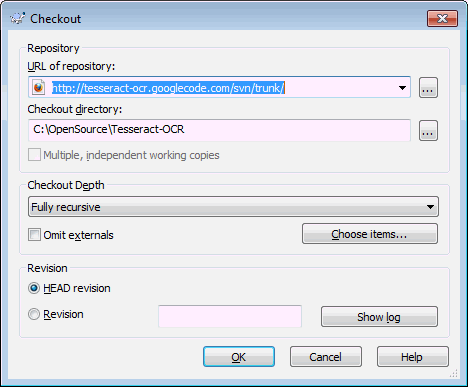 Checkout
Repository
URL of repository:
http://tesseract-ocr.googlecode.com/svn/trunk/
...
Checkout directory:
C:\OpenSource\Tesseract-OCR
...
Multiple, independent working copies
Checkout Depth
Fully recursive
Omit externals
Choose items...
Revision
HEAD revision
Revision
Show log
OK
Cancel
Help